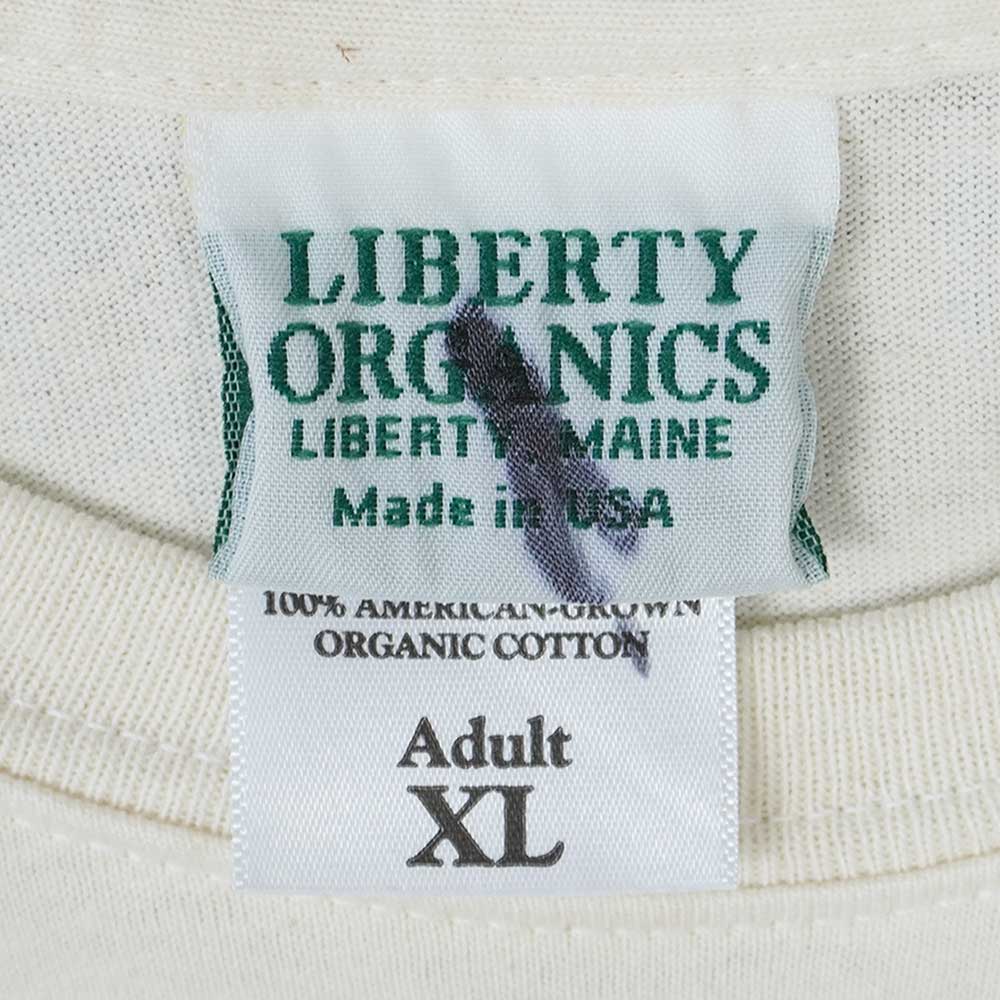 LIBERTY
ORGANICS
LIBERTY, MAINE
Made in USA
100% AMERICAN-GROWN
ORGANIC COTTON
Adult
XL